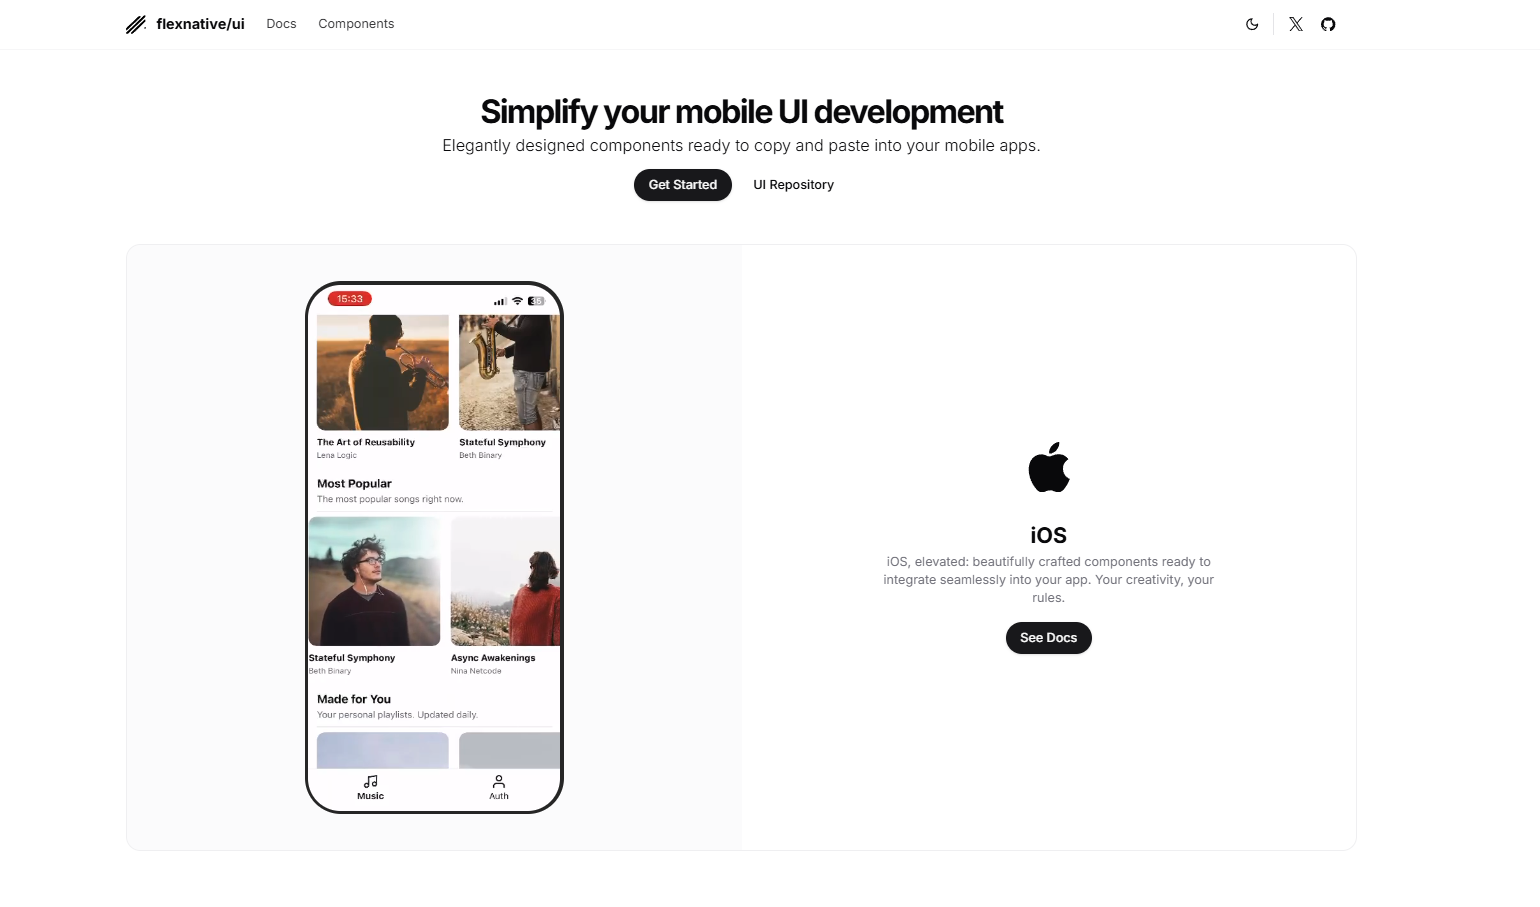 flexnative/ui Docs Components
Simplify your mobile UI development
Elegantly designed components ready to copy and paste into your mobile apps.
Get Started UI Repository
15:33
36
The Art of Reusability
Lena Logic
Stateful Symphony
Beth Binary
Most Popular
The most popular songs right now.
Stateful Symphony
Beth Binary
Async Awakenings
Nina Netcode
Made for You
Your personal playlists. Updated daily.
Music
Auth
iOS
iOS, elevated: beautifully crafted components ready to
integrate seamlessly into your app. Your creativity, your
rules.
See Docs